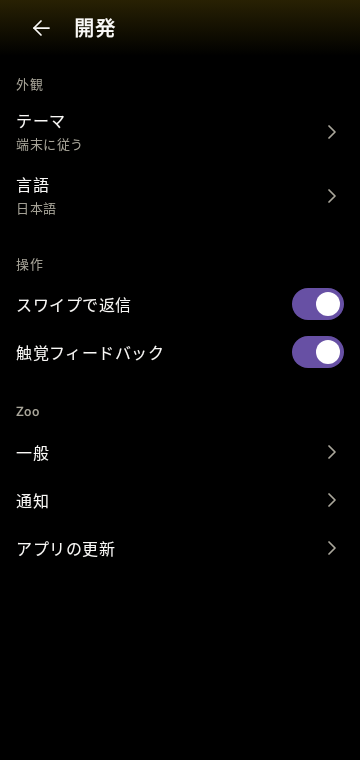 開発
外観
テーマ
端末に従う
言語
日本語
操作
スワイプで返信
触覚フィードバック
Zoo
一般
通知
アプリの更新